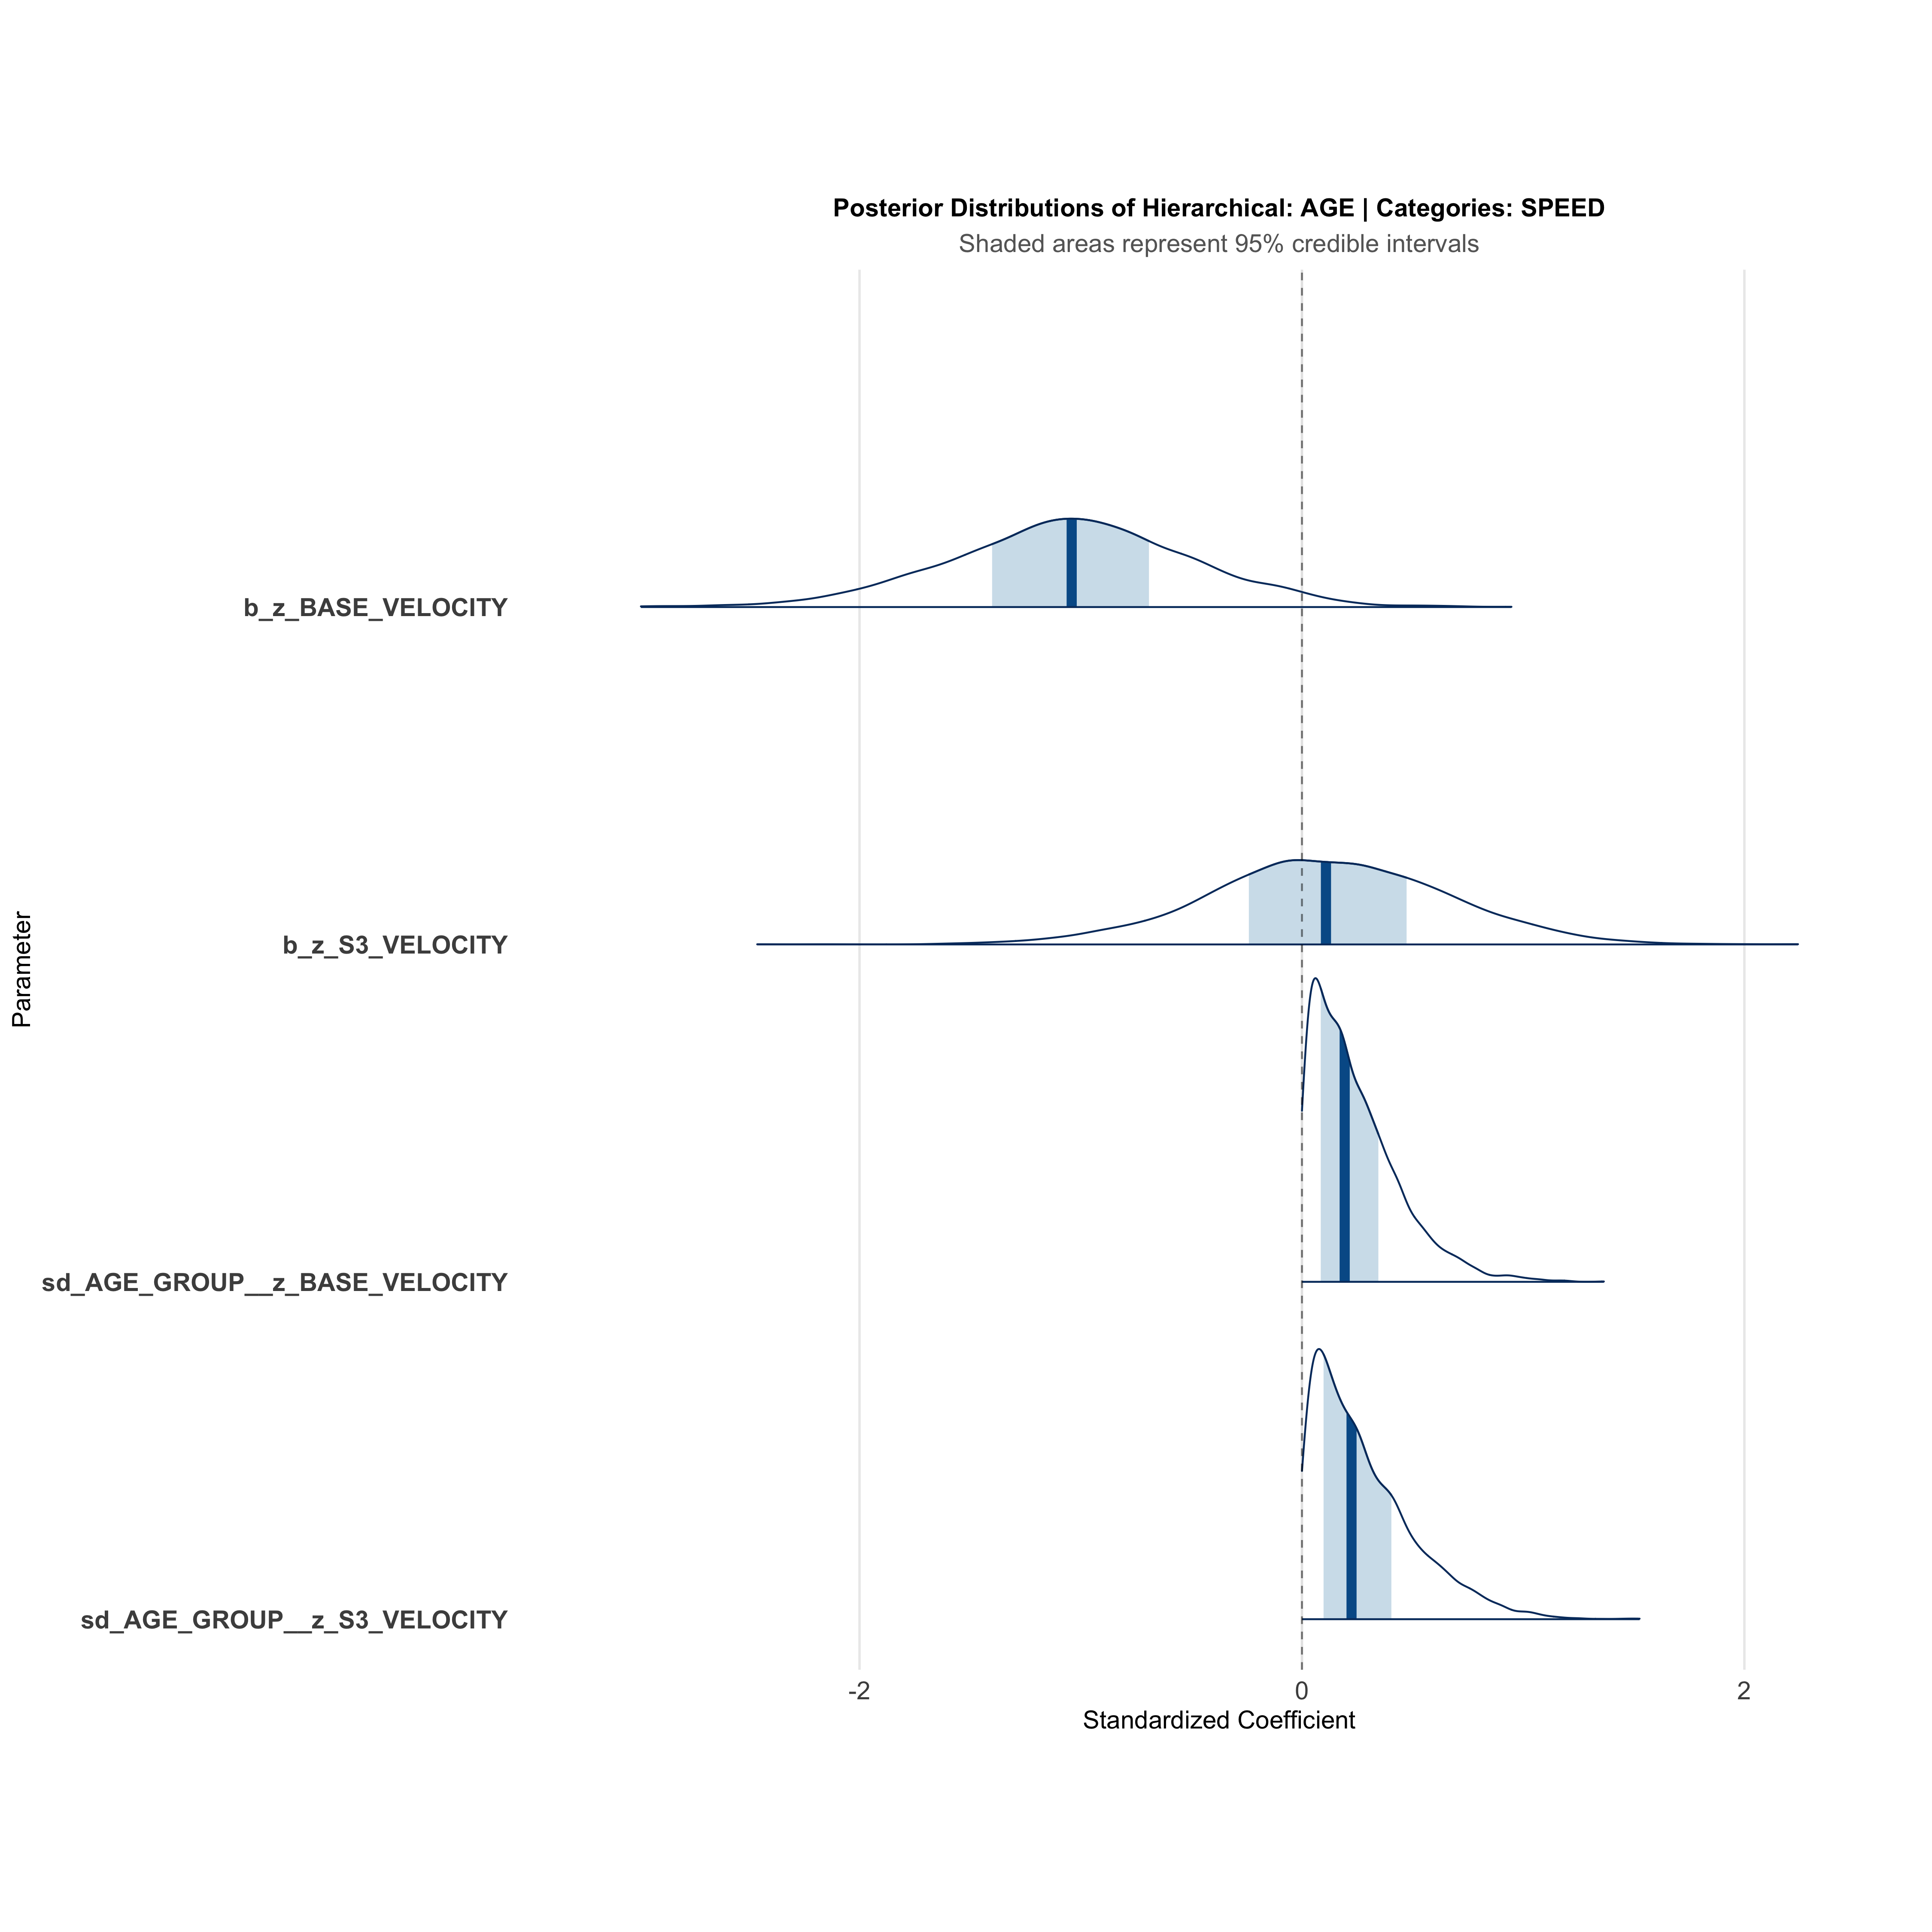 Posterior Distributions of Hierarchical: AGE | Categories: SPEED
Shaded areas represent 95% credible intervals
Parameter
b_z_BASE_VELOCITY
b_z_S3_VELOCITY
sd_AGE_GROUP__z_BASE_VELOCITY
sd_AGE_GROUP__z_S3_VELOCITY
-2 0 2
Standardized Coefficient